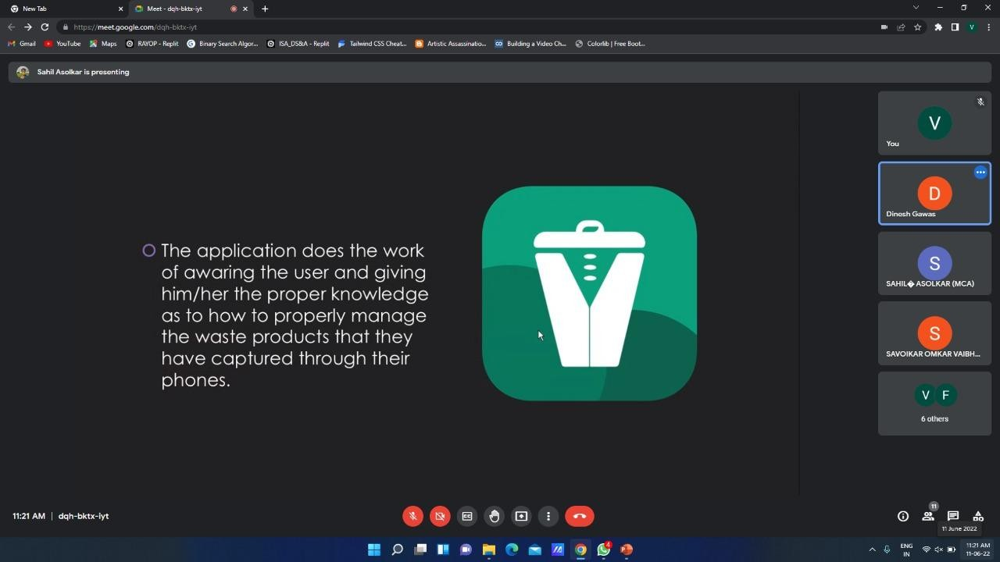 New Tab
Meet - dqh-bktx-iyt
https://meet.google.com/dqh-bktx-iyt
V
Gmail
YouTube
Maps
RAYOP - Replit
Binary Search Algor...
ISA_DS&A - Replit
Tailwind CSS Cheat...
Artistic Assassinatio...
Building a Video Ch...
Colorlib | Free Boot...
Sahil Asolkar is presenting
The application does the work
of awaring the user and giving
him/her the proper knowledge
as to how to properly manage
the waste products that they
have captured through their
phones.
V
You
D
Dinesh Gawas
S
SAHIL� ASOLKAR (MCA)
S
SAVOIKAR OMKAR VAIBH...
V F
6 others
11:21 AM | dqh-bktx-iyt
11
11 June 2022
4
ENG
IN
11:21 AM
11-06-22